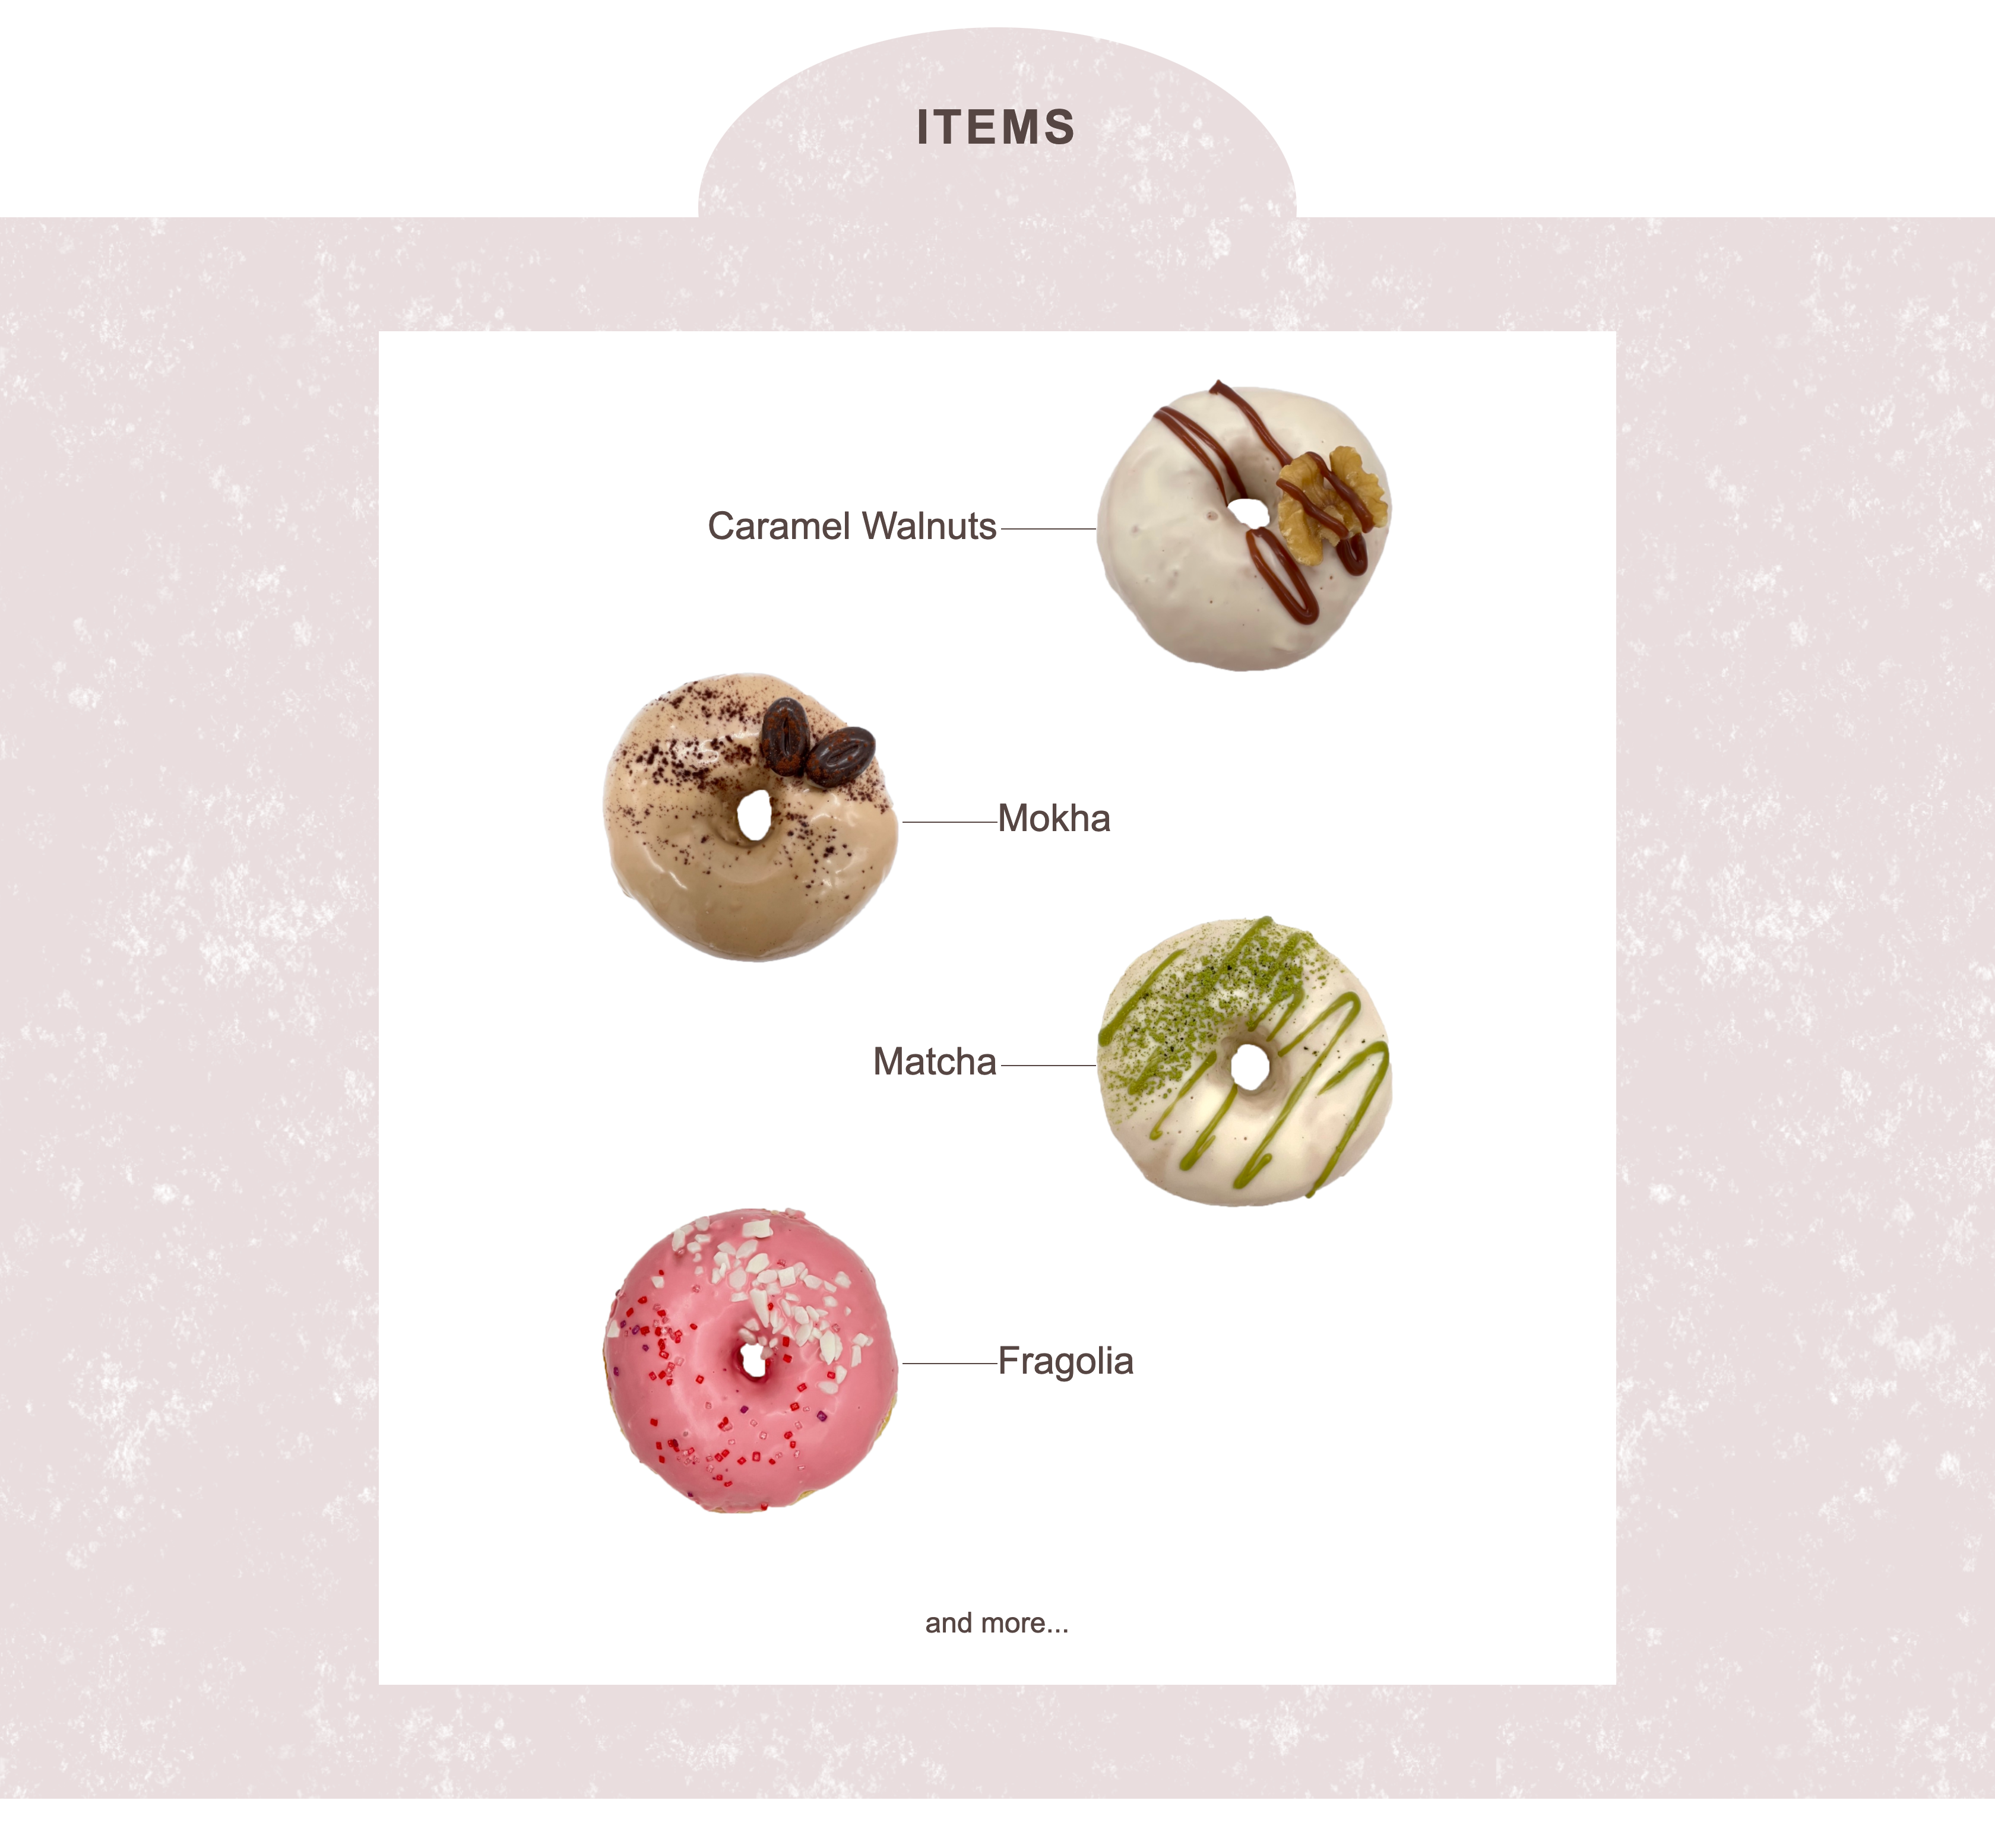 ITEMS
Caramel Walnuts
Mokha
Matcha
Fragolia
and more...